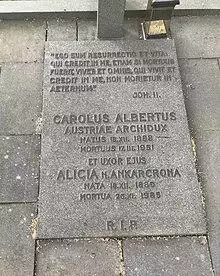 "EGO SUM RESURRECTIO ET VITA:
QUI CREDIT IN ME, ETIAM SI MORTUUS
FUERIT, VIVET ET OMNIS, QUI VIVIT ET
CREDIT IN ME, NON MORIETUR IN
AETERNUM"
JOH. 11.
CAROLUS ALBERTUS
AUSTRIAE ARCHIDUX
NATUS 18.XII. 1888
MORTUUS 17.III. 1951
ET UXOR EJUS
ALICIA N. ANKARCRONA
NATA 18.XII. 1889
MORTUA 26.XI. 1985
R.I.P.